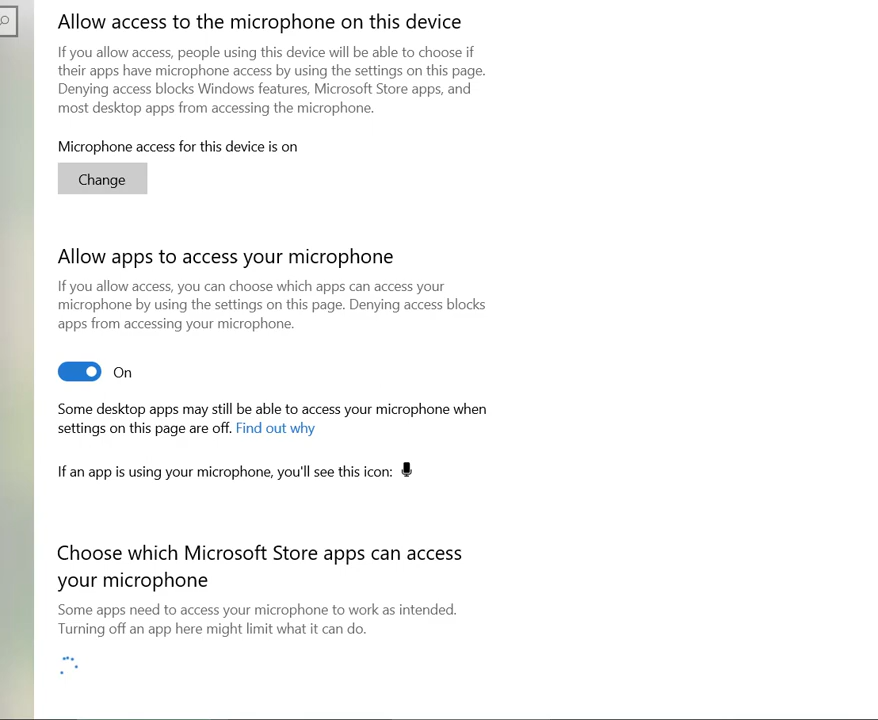 Allow access to the microphone on this device
If you allow access, people using this device will be able to choose if
their apps have microphone access by using the settings on this page.
Denying access blocks Windows features, Microsoft Store apps, and
most desktop apps from accessing the microphone.
Microphone access for this device is on
Change
Allow apps to access your microphone
If you allow access, you can choose which apps can access your
microphone by using the settings on this page. Denying access blocks
apps from accessing your microphone.
On
Some desktop apps may still be able to access your microphone when
settings on this page are off. Find out why
If an app is using your microphone, you'll see this icon:
Choose which Microsoft Store apps can access
your microphone
Some apps need to access your microphone to work as intended.
Turning off an app here might limit what it can do.